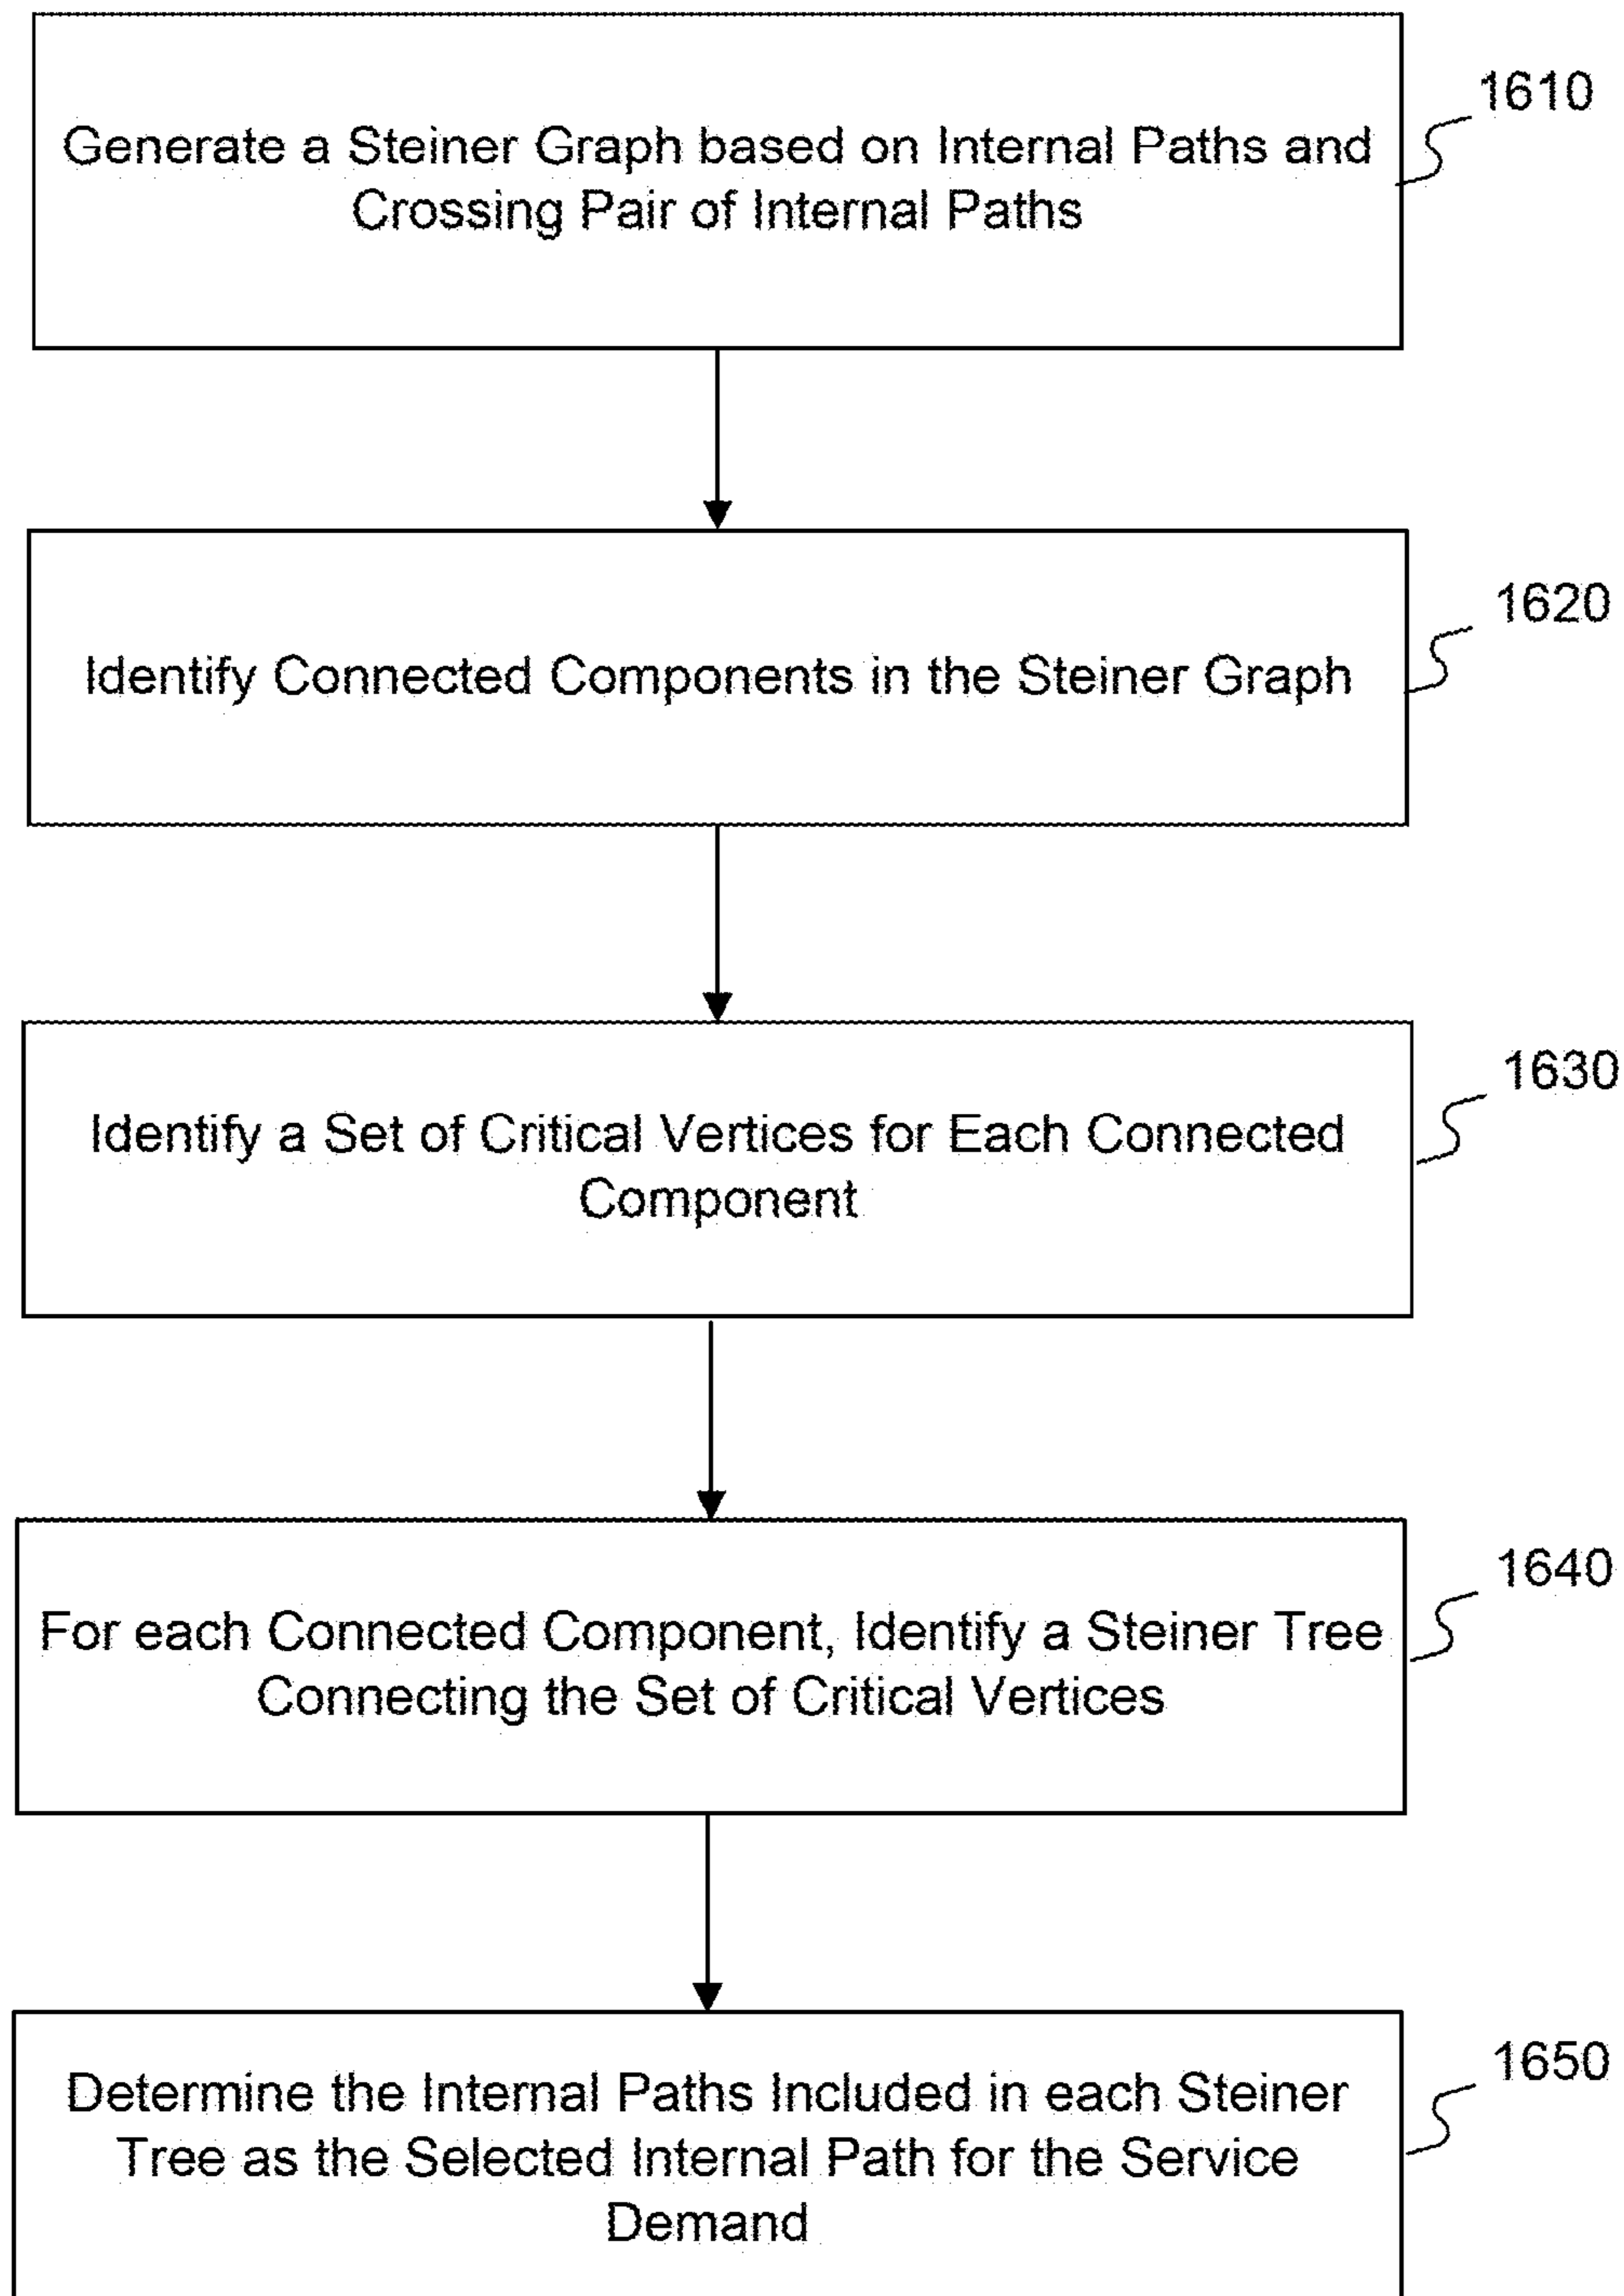 1610
Generate a Steiner Graph based on Internal Paths and
Crossing Pair of Internal Paths
1620
Identify Connected Components in the Steiner Graph
1630
Identify a Set of Critical Vertices for Each Connected
Component
1640
For each Connected Component, Identify a Steiner Tree
Connecting the Set of Critical Vertices
1650
Determine the Internal Paths Included in each Steiner
Tree as the Selected Internal Path for the Service
Demand